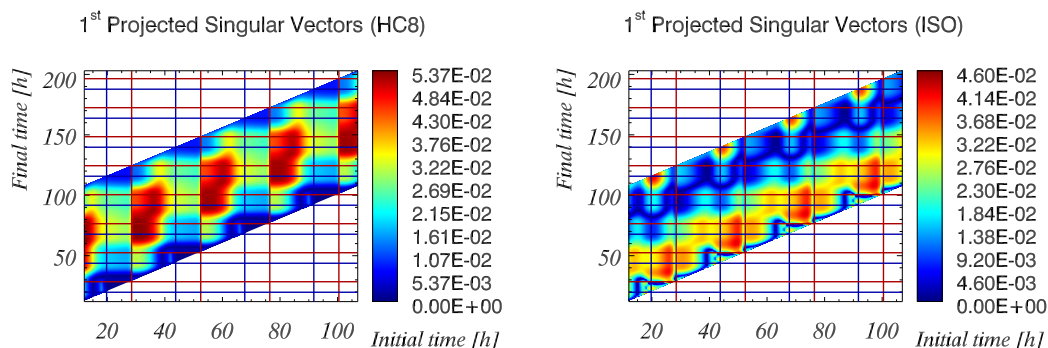 1st Projected Singular Vectors (HC8)
Final time [h]
200
150
100
50
20 40 60 80 100
Initial time [h]
5.37E-02
4.84E-02
4.30E-02
3.76E-02
3.22E-02
2.69E-02
2.15E-02
1.61E-02
1.07E-02
5.37E-03
0.00E+00
1st Projected Singular Vectors (ISO)
Final time [h]
200
150
100
50
20 40 60 80 100
Initial time [h]
4.60E-02
4.14E-02
3.68E-02
3.22E-02
2.76E-02
2.30E-02
1.84E-02
1.38E-02
9.20E-03
4.60E-03
0.00E+00